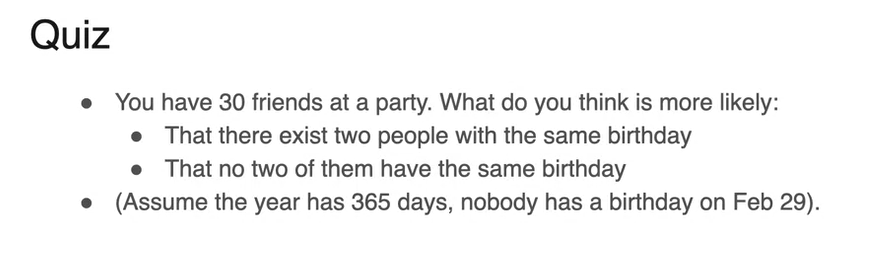 Quiz
● You have 30 friends at a party. What do you think is more likely:
● That there exist two people with the same birthday
● That no two of them have the same birthday
● (Assume the year has 365 days, nobody has a birthday on Feb 29).